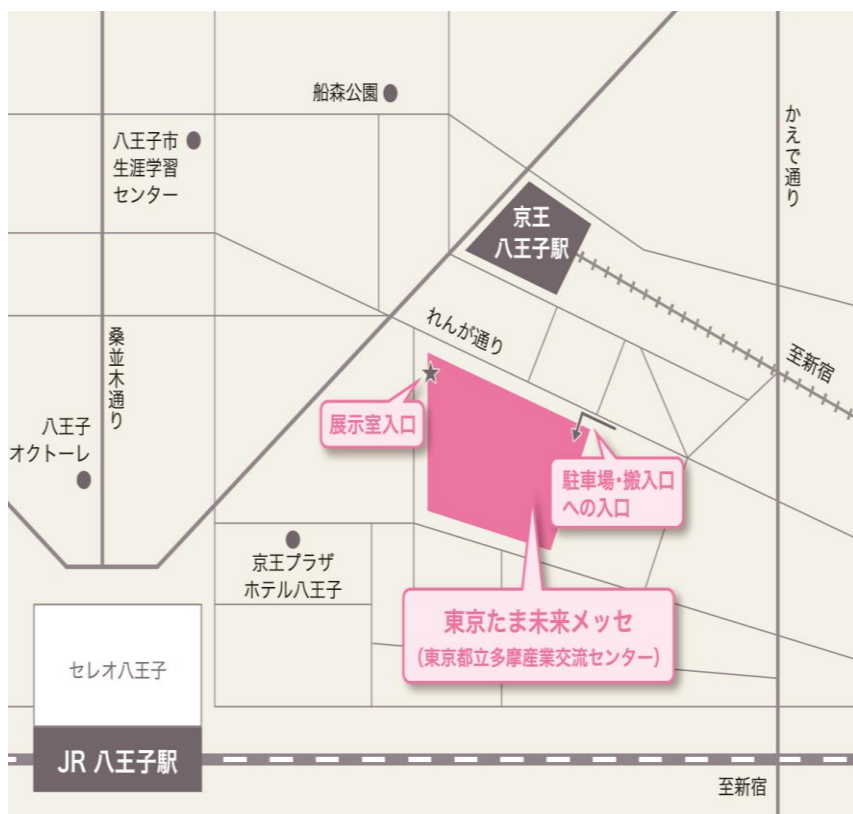 船森公園
八王子市
生涯学習
センター
かえで通り
京王
八王子駅
れんが通り
至新宿
桑並木通り
展示室入口
八王子
オクトーレ
駐車場・搬入口
への入口
京王プラザ
ホテル八王子
東京たま未来メッセ
(東京都立多摩産業交流センター)
セレオ八王子
JR 八王子駅
至新宿